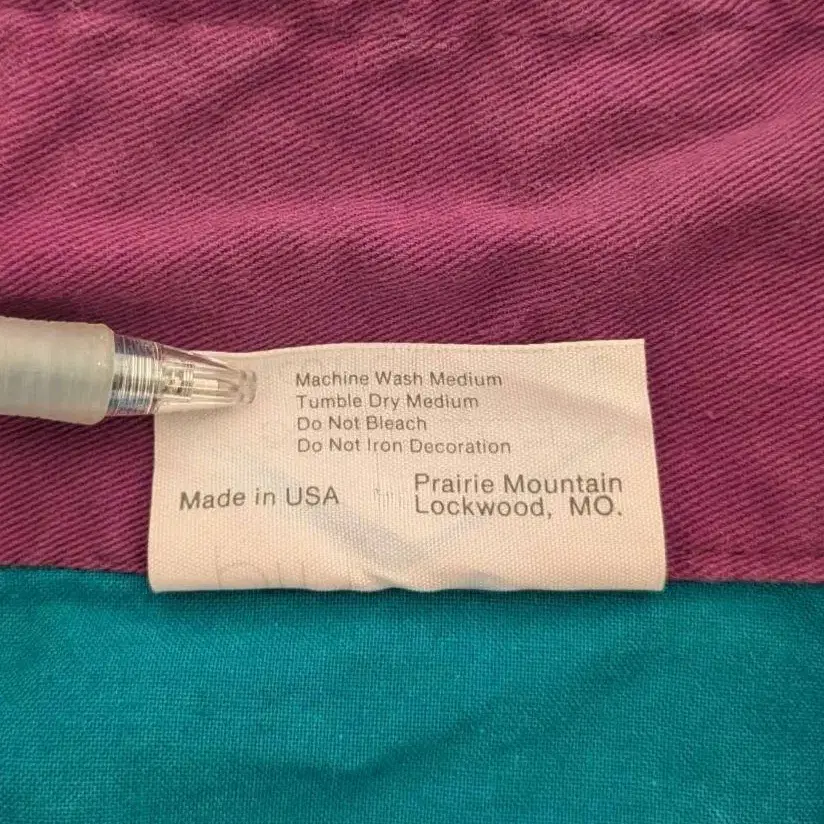 Machine Wash Medium
Tumble Dry Medium
Do Not Bleach
Do Not Iron Decoration
Made in USA
Prairie Mountain
Lockwood, MO.